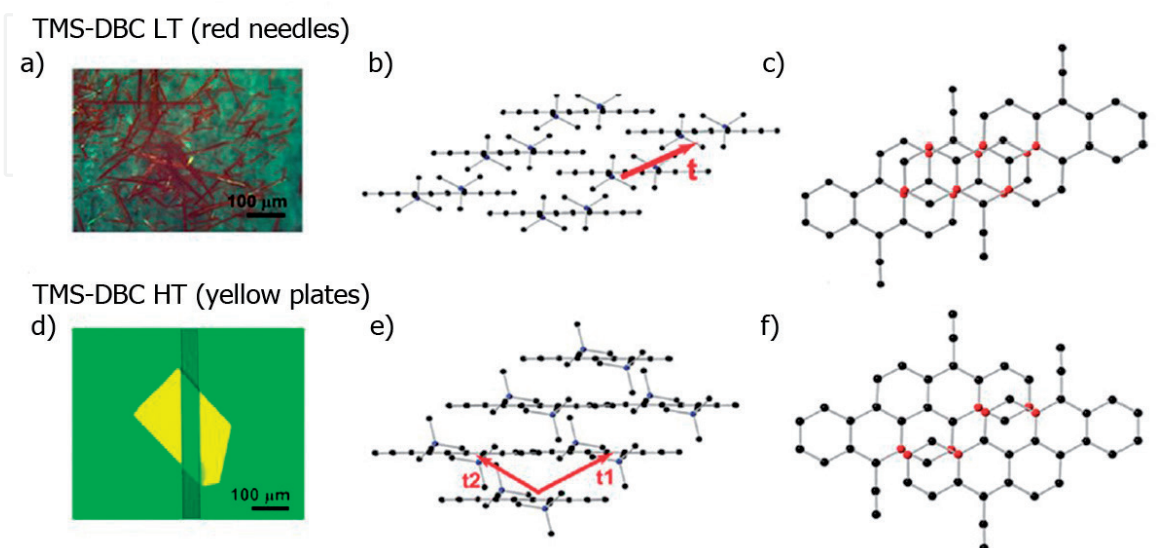 TMS-DBC LT (red needles)
a)
b)
c)
100 μm
t
TMS-DBC HT (yellow plates)
d)
e)
f)
t2
t1
100 μm